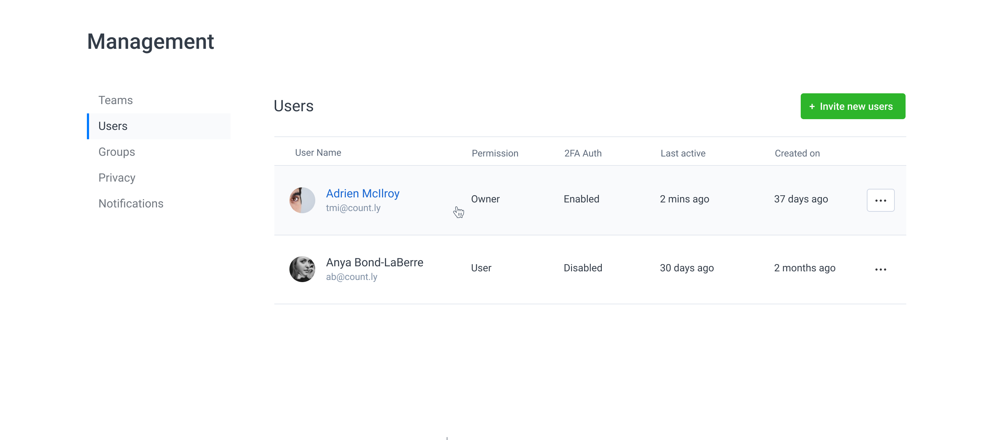 Management
Teams
Users
Groups
Privacy
Notifications
Users
+ Invite new users
User Name Permission 2FA Auth Last active Created on
Adrien McIlroy
tmi@count.ly
Owner Enabled 2 mins ago 37 days ago
Anya Bond-LaBerre
ab@count.ly
User Disabled 30 days ago 2 months ago